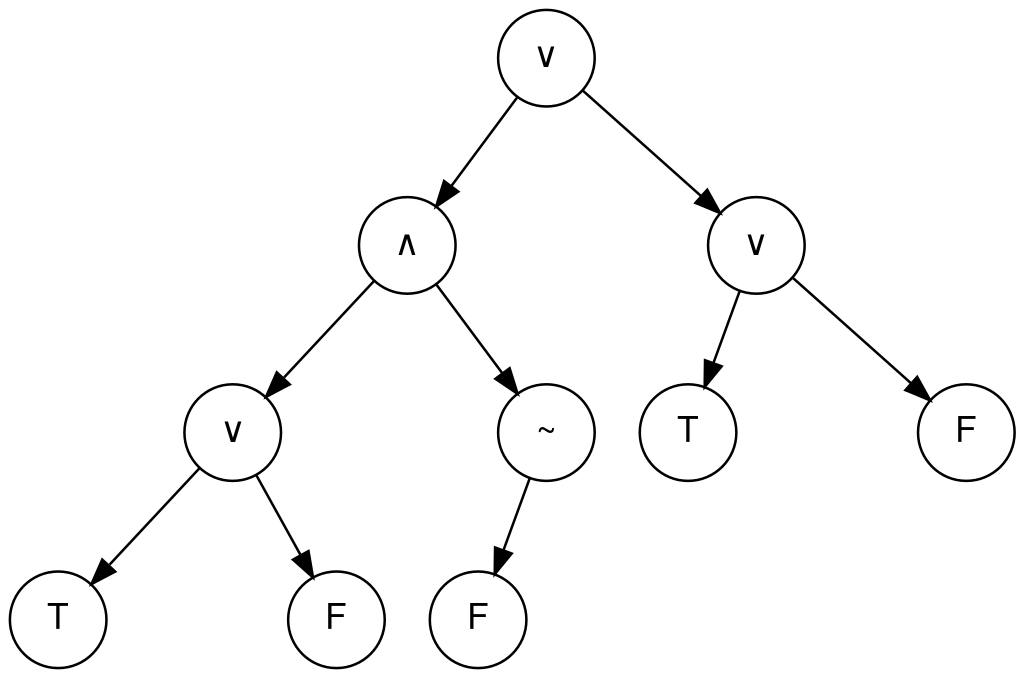 ∨
∧ ∨
∨ ~ T F
T F F